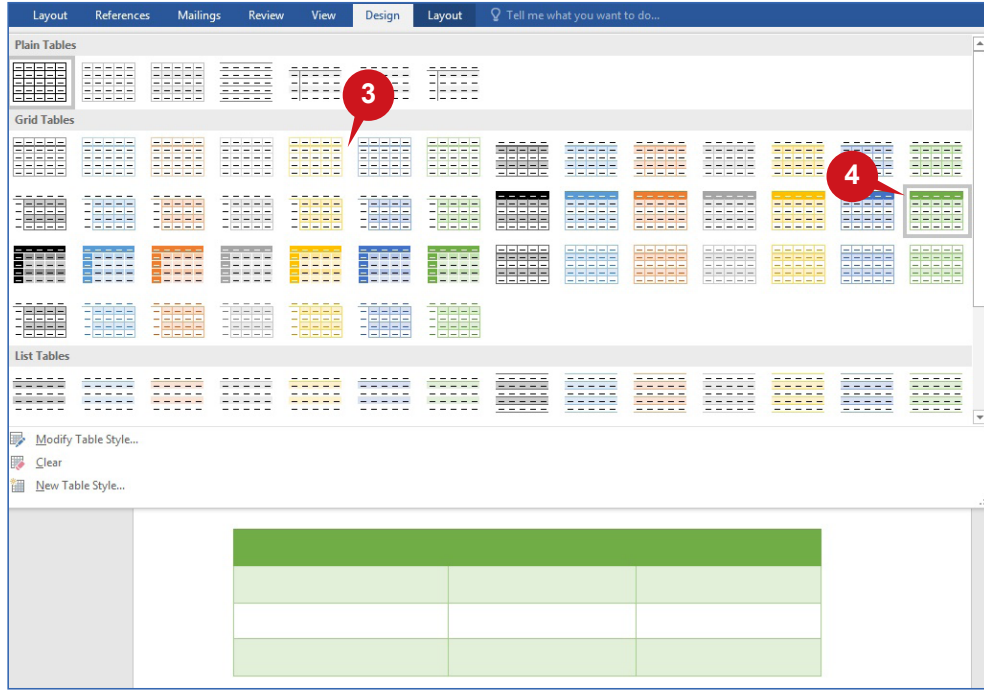 Layout References Mailings Review View Design Layout Tell me what you want to do...
Plain Tables
3
Grid Tables
4
List Tables
Modify Table Style...
Clear
New Table Style...